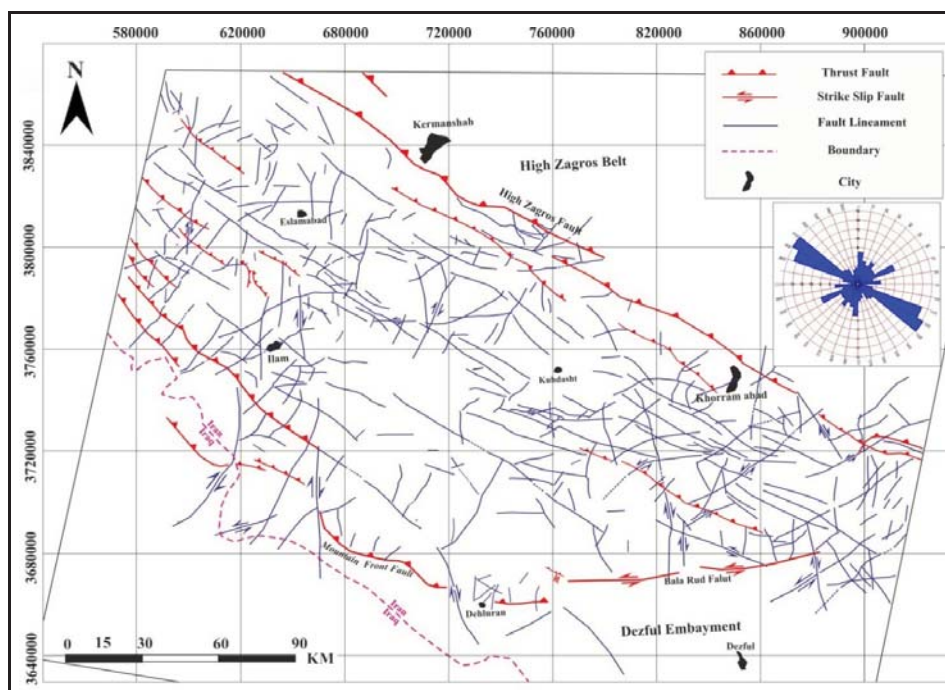 580000 620000 680000 720000 760000 820000 860000 900000
N
Thrust Fault
Strike Slip Fault
Fault Lineament
Boundary
City
Kermanshah
High Zagros Belt
3840000
High Zagros Fault
Eslamabad
3800000
Ilam
3760000
Kuhdasht
Khorram abad
Iran
Iraq
3720000
Mountain Front Fault
3680000
Bala Rud Falut
Iran
Iraq
Dehluran
Dezful Embayment
Dezful
3640000
0 15 30 60 90
KM